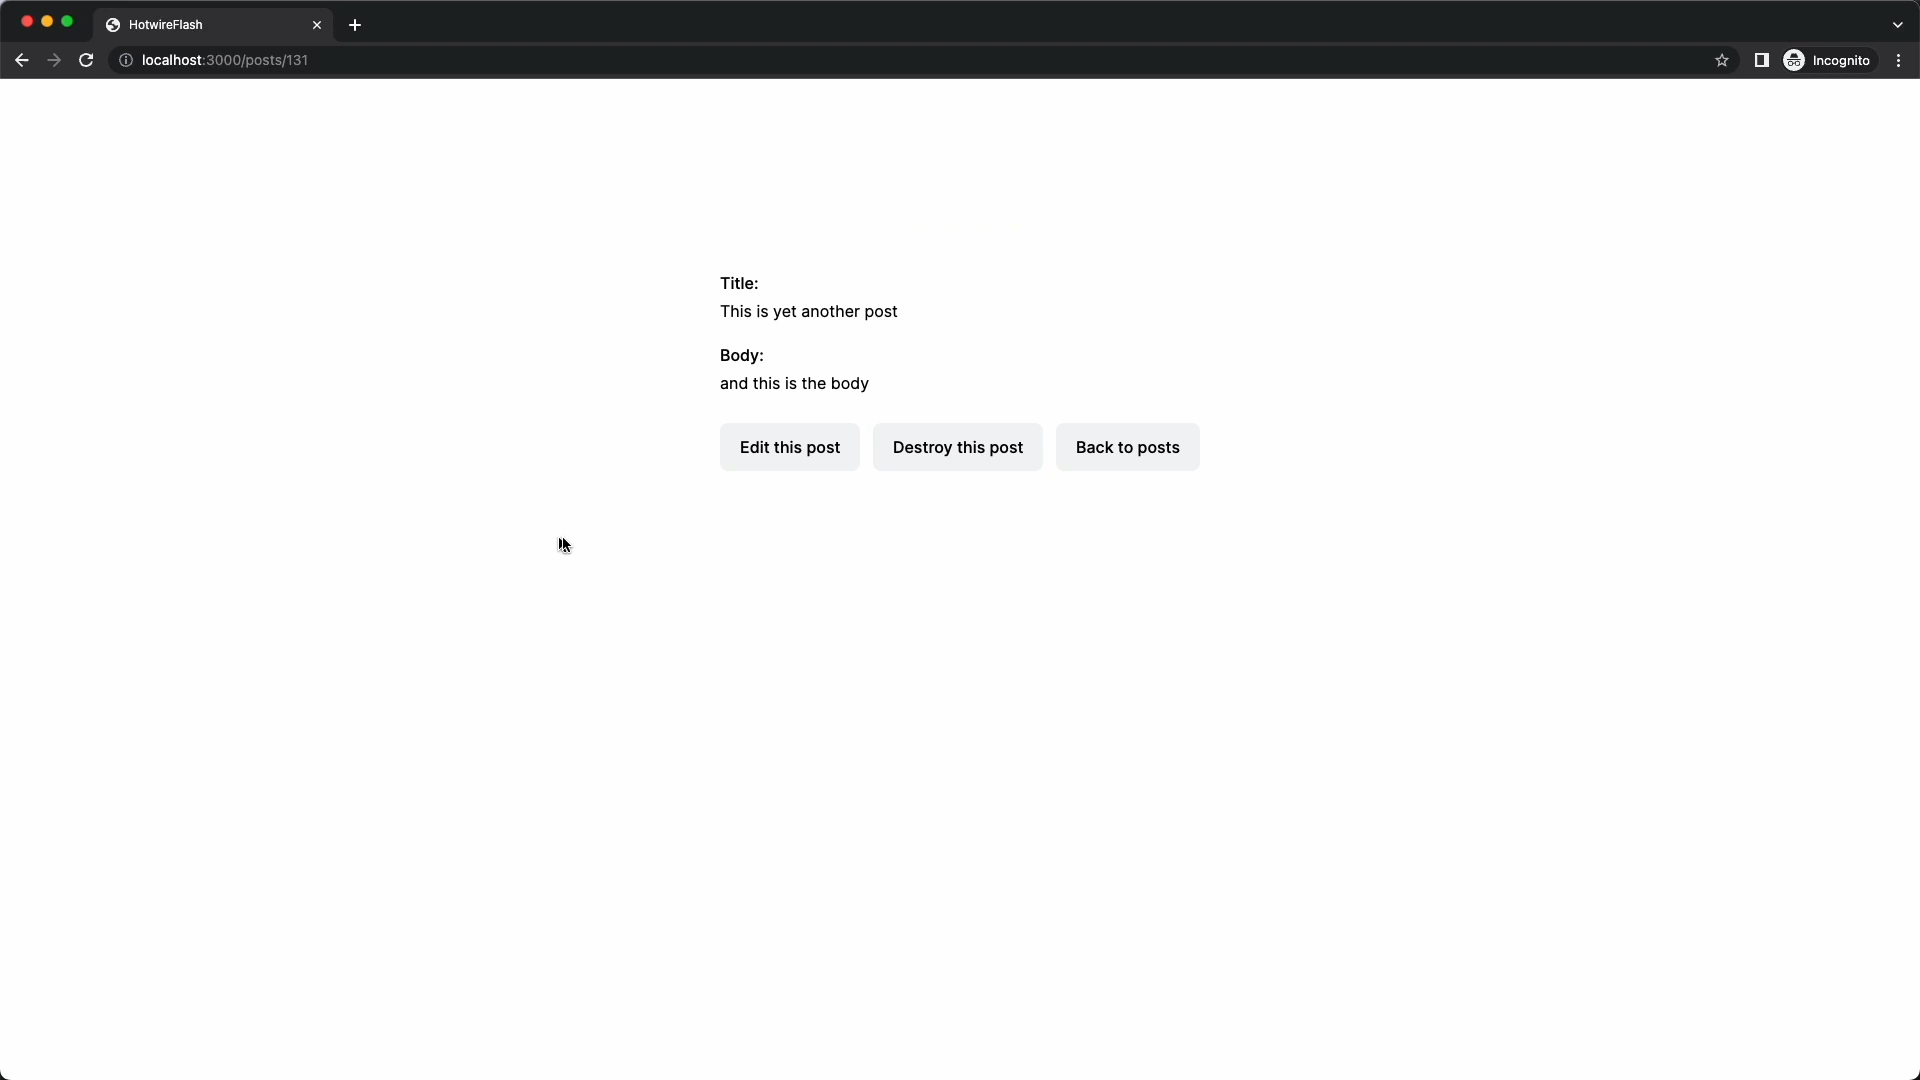 HotwireFlash
localhost:3000/posts/131
Incognito
Title:
This is yet another post
Body:
and this is the body
Edit this post
Destroy this post
Back to posts